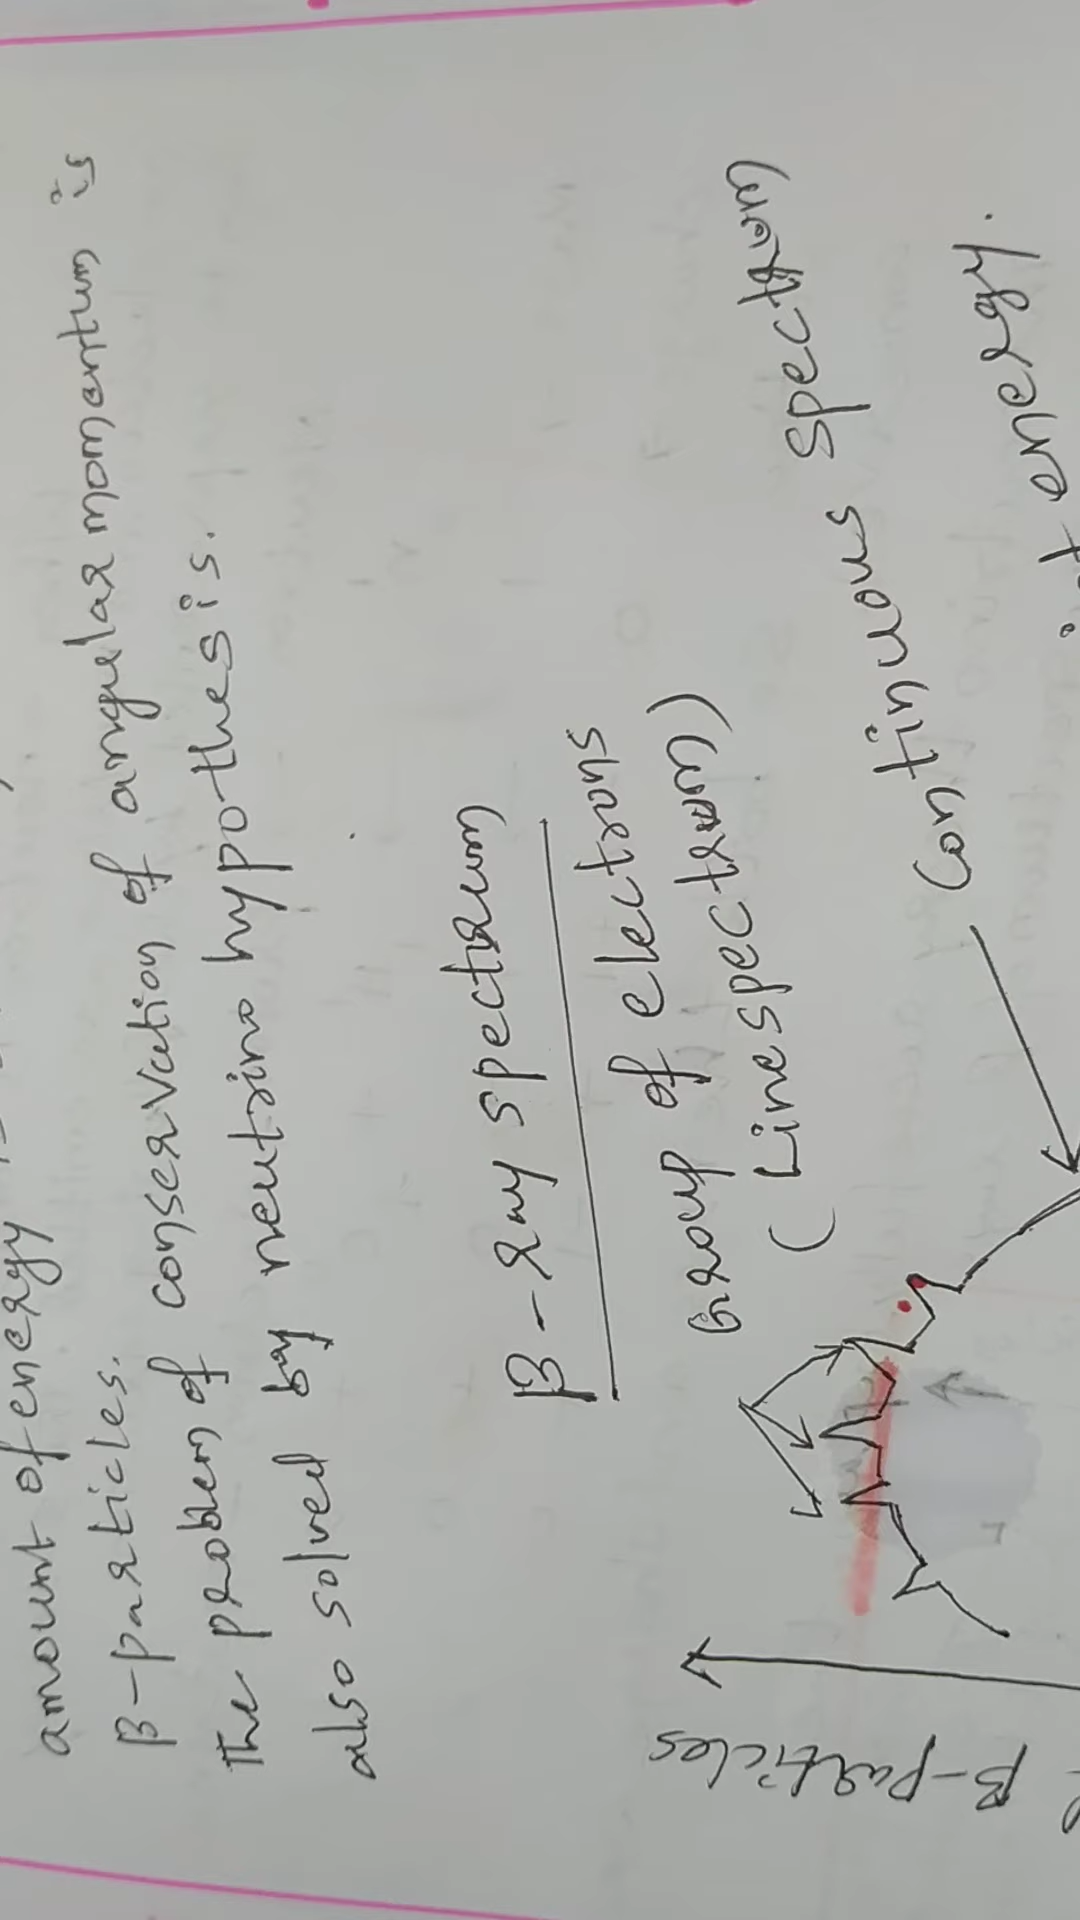 amount of energy
β-particles.
The problem of conservation of angular momentum is
also solved by neutrino hypothesis.
β-ray spectrum
Group of electrons
(Line spectrum)
Continuous spectrum
energy.
β-particles